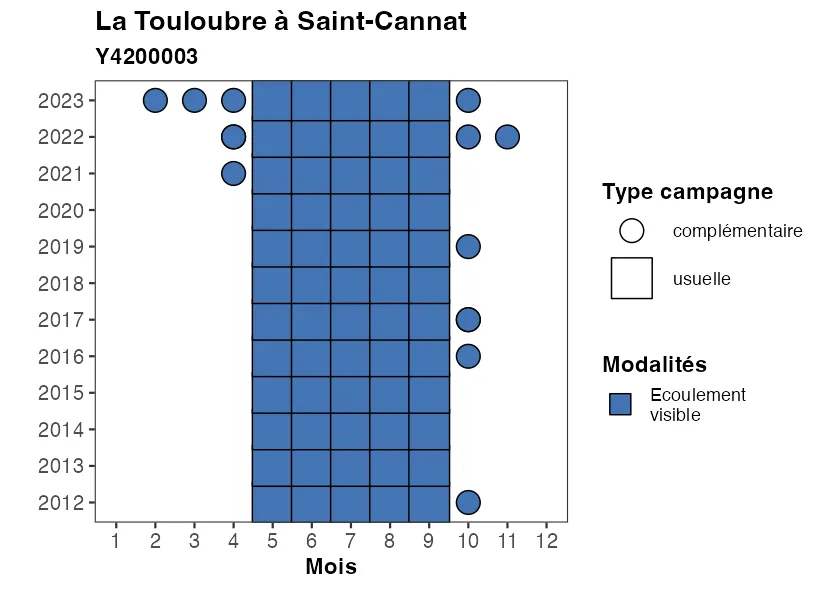 La Touloubre à Saint-Cannat
Y4200003
2023
2022
2021
2020
2019
2018
2017
2016
2015
2014
2013
2012
1 2 3 4 5 6 7 8 9 10 11 12
Mois
Type campagne
complémentaire
usuelle
Modalités
Ecoulement
visible